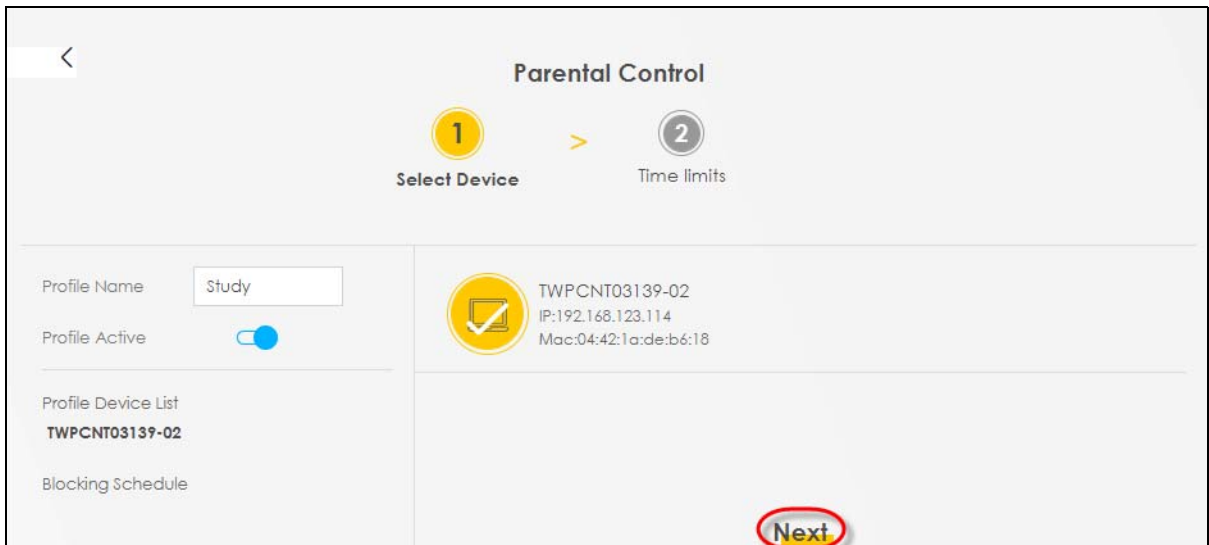 Parental Control
1 > 2
Select Device Time limits
Profile Name Study
Profile Active
Profile Device List
TWPCNT03139-02
Blocking Schedule
TWPCNT03139-02
IP:192.168.123.114
Mac:04:42:1a:de:b6:18
Next